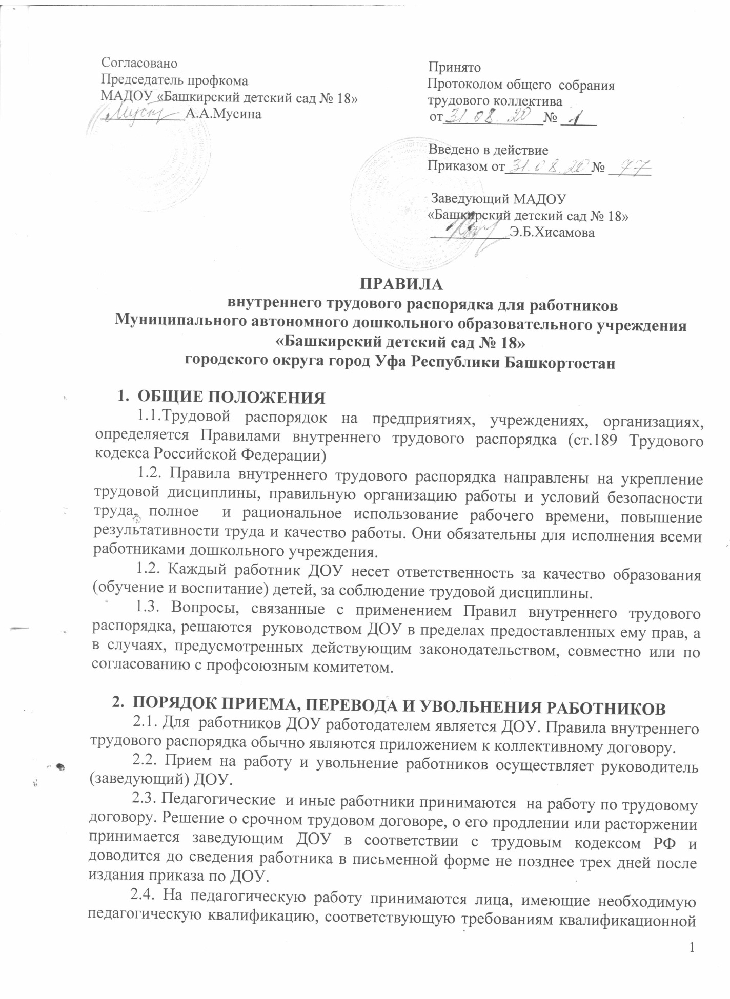 Согласовано
Председатель профкома
МАДОУ «Башкирский детский сад № 18»
____________А.А.Мусина
Принято
Протоколом общего собрания
трудового коллектива
от 31.08.20 № 1
Введено в действие
Приказом от 31.08.20 № 77
Заведующий МАДОУ
«Башкирский детский сад № 18»
___________Э.Б.Хисамова
ПРАВИЛА
внутреннего трудового распорядка для работников
Муниципального автономного дошкольного образовательного учреждения
«Башкирский детский сад № 18»
городского округа город Уфа Республики Башкортостан
1. ОБЩИЕ ПОЛОЖЕНИЯ
1.1.Трудовой распорядок на предприятиях, учреждениях, организациях,
определяется Правилами внутреннего трудового распорядка (ст.189 Трудового
кодекса Российской Федерации)
1.2. Правила внутреннего трудового распорядка направлены на укрепление
трудовой дисциплины, правильную организацию работы и условий безопасности
труда, полное и рациональное использование рабочего времени, повышение
результативности труда и качество работы. Они обязательны для исполнения всеми
работниками дошкольного учреждения.
1.2. Каждый работник ДОУ несет ответственность за качество образования
(обучение и воспитание) детей, за соблюдение трудовой дисциплины.
1.3. Вопросы, связанные с применением Правил внутреннего трудового
распорядка, решаются руководством ДОУ в пределах предоставленных ему прав, а
в случаях, предусмотренных действующим законодательством, совместно или по
согласованию с профсоюзным комитетом.
2. ПОРЯДОК ПРИЕМА, ПЕРЕВОДА И УВОЛЬНЕНИЯ РАБОТНИКОВ
2.1. Для работников ДОУ работодателем является ДОУ. Правила внутреннего
трудового распорядка обычно являются приложением к коллективному договору.
2.2. Прием на работу и увольнение работников осуществляет руководитель
(заведующий) ДОУ.
2.3. Педагогические и иные работники принимаются на работу по трудовому
договору. Решение о срочном трудовом договоре, о его продлении или расторжении
принимается заведующим ДОУ в соответствии с трудовым кодексом РФ и
доводится до сведения работника в письменной форме не позднее трех дней после
издания приказа по ДОУ.
2.4. На педагогическую работу принимаются лица, имеющие необходимую
педагогическую квалификацию, соответствующую требованиям квалификационной
1